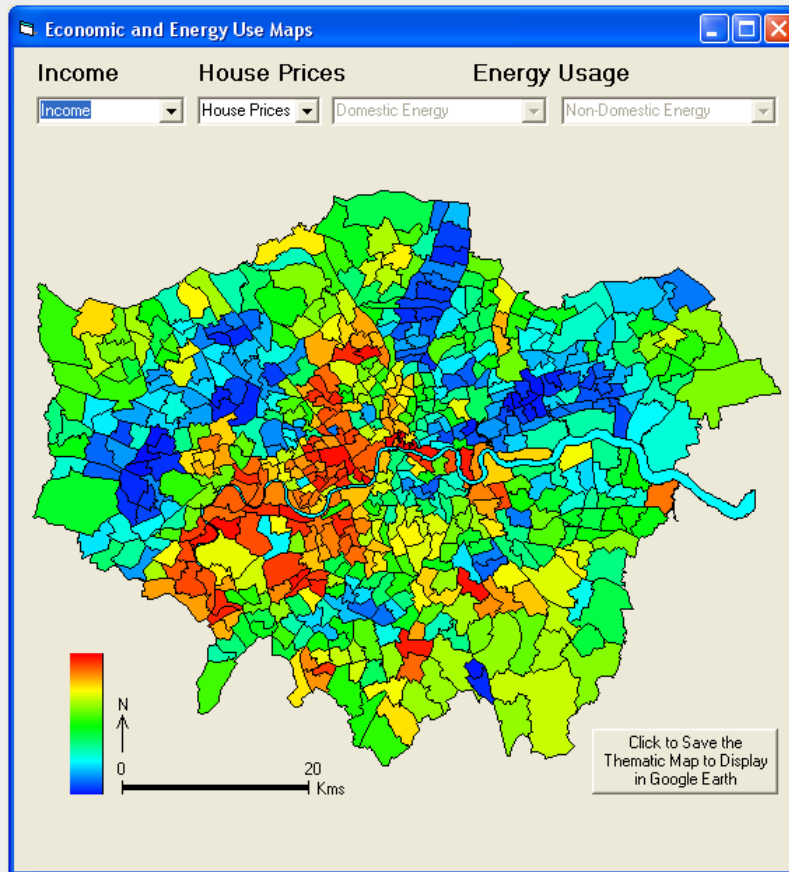 Economic and Energy Use Maps
Income House Prices Energy Usage
Income House Prices Domestic Energy Non-Domestic Energy
N
0 20
Kms
Click to Save the
Thematic Map to Display
in Google Earth